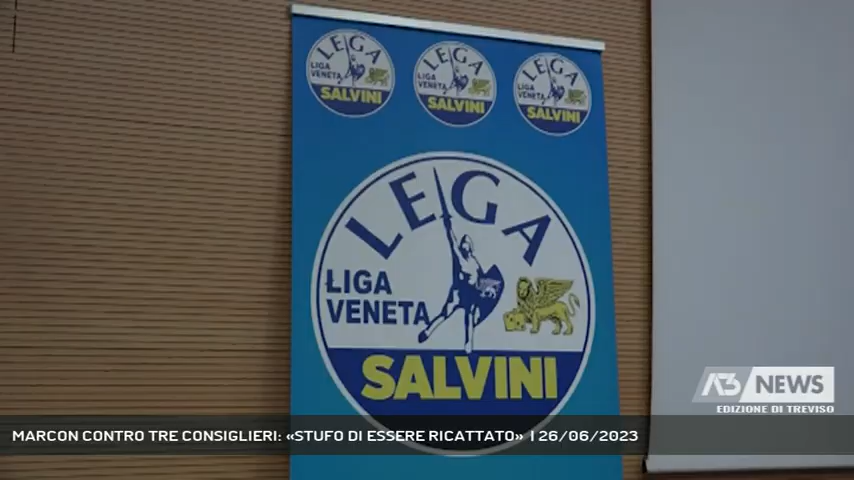 LEGA
LIGA
VENETA
SALVINI
LEGA
LIGA
VENETA
SALVINI
LEGA
LIGA
VENETA
SALVINI
LEGA
LIGA
VENETA
SALVINI
A3 NEWS
EDIZIONE DI TREVISO
MARCON CONTRO TRE CONSIGLIERI: «STUFO DI ESSERE RICATTATO» | 26/06/2023